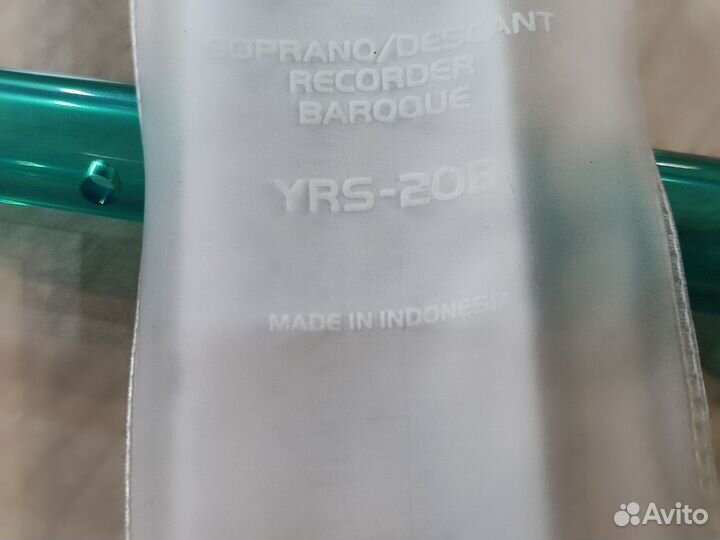 SOPRANO/DESCANT
RECORDER
BAROQUE
YRS-20B
MADE IN INDONESIA
Avito